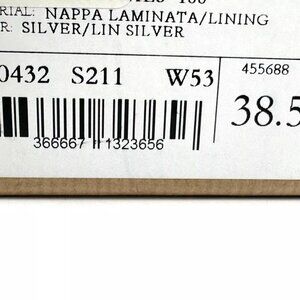 RIAL: NAPPA LAMINATA/LINING
R: SILVER/LIN SILVER
0432 S211 W53
455688
38.5
366667 1323656